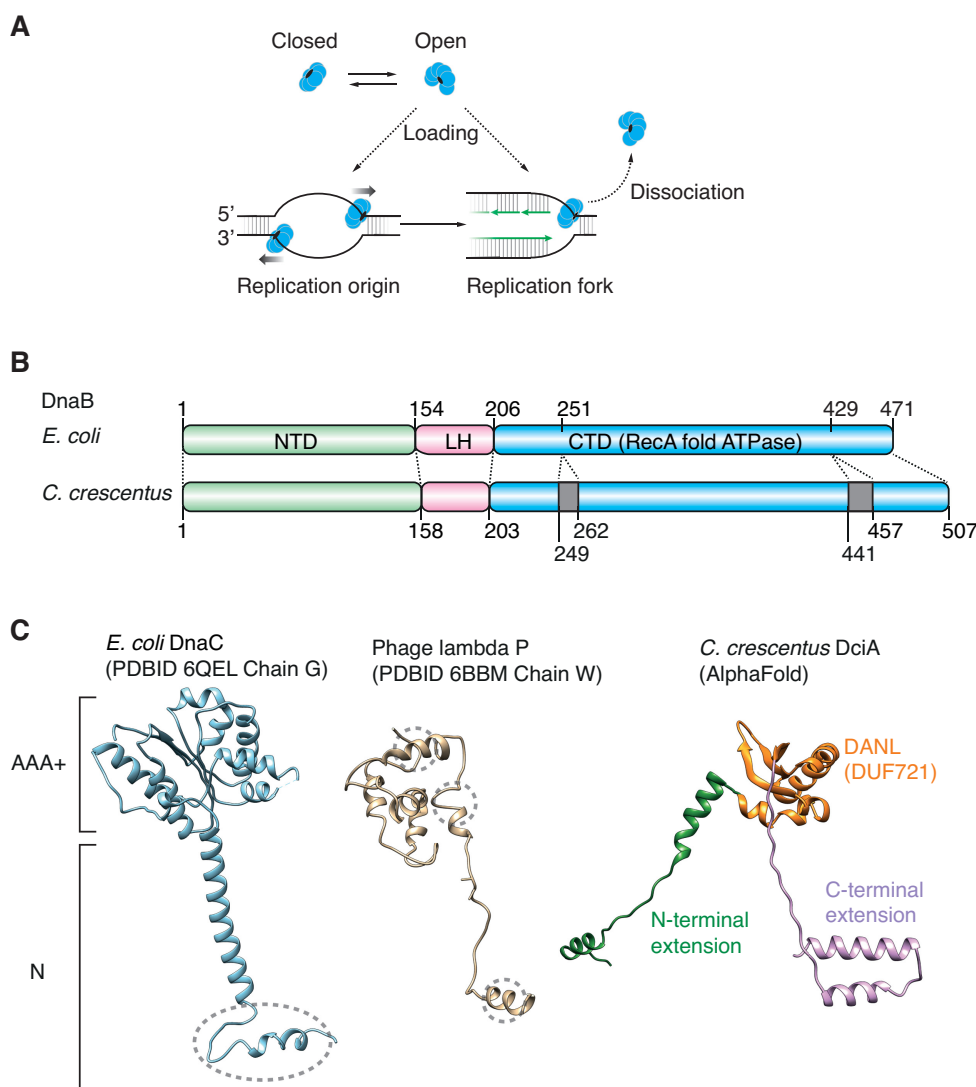 A
Closed
Open
Loading
Dissociation
5'
3'
Replication origin
Replication fork
B
DnaB
1 154 206 251 429 471
E. coli
NTD LH CTD (RecA fold ATPase)
C. crescentus
1 158 203 262 457 507
249 441
C
E. coli DnaC
(PDBID 6QEL Chain G)
Phage lambda P
(PDBID 6BBM Chain W)
C. crescentus DciA
(AlphaFold)
AAA+
DANL
(DUF721)
N
N-terminal
extension
C-terminal
extension